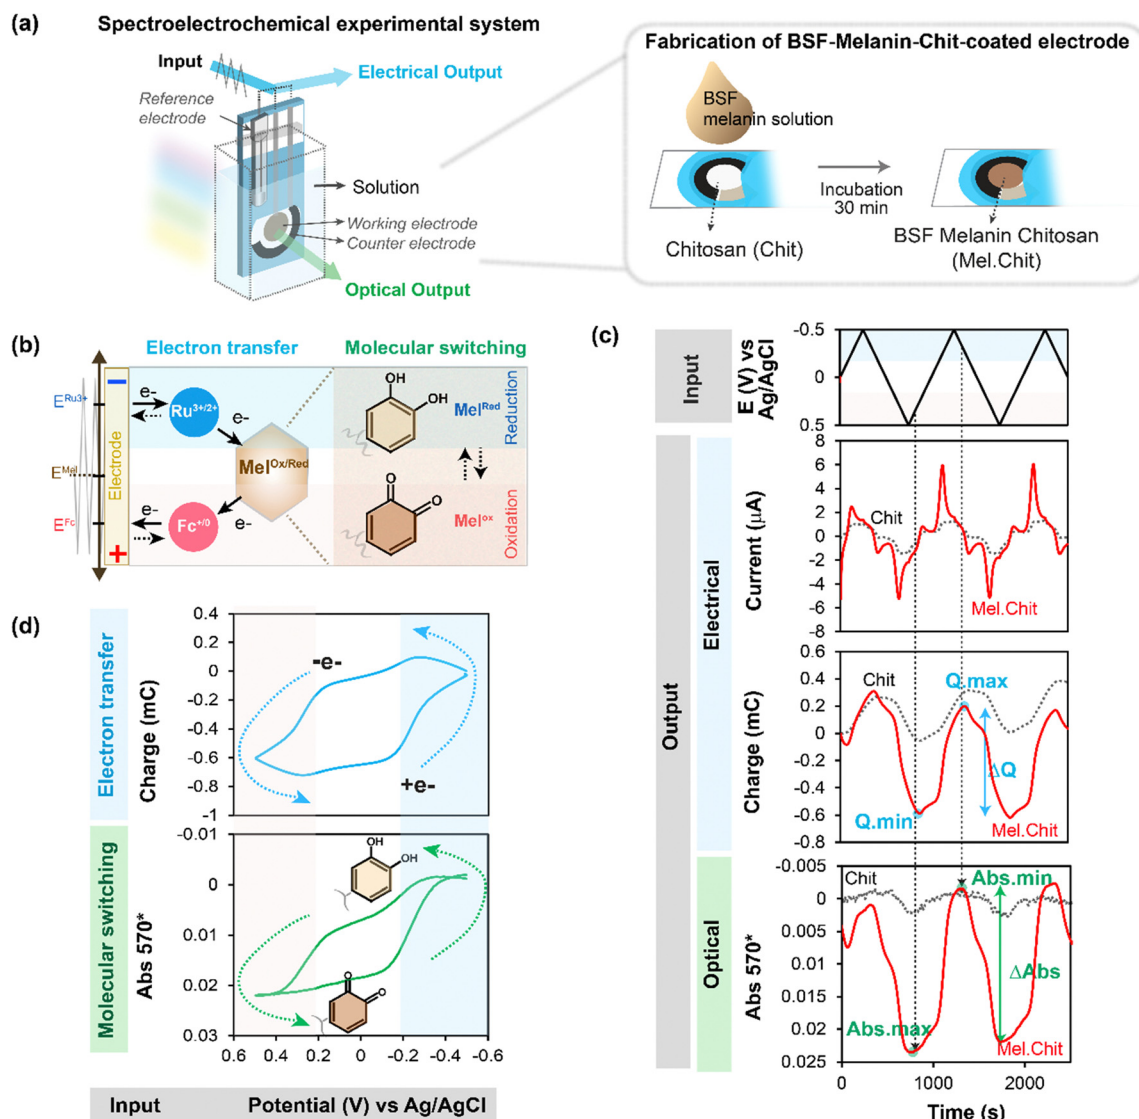 (a)
Spectroelectrochemical experimental system
Input
Electrical Output
Reference
electrode
Solution
Working electrode
Counter electrode
Optical Output
Fabrication of BSF-Melanin-Chit-coated electrode
BSF
melanin solution
Incubation
30 min
Chitosan (Chit)
BSF Melanin Chitosan
(Mel.Chit)
(b)
Electron transfer
Molecular switching
E^Ru3+
E^Mel
E^Fc
Electrode
−
+
e-
e-
Ru^3+/2+
Mel^Ox/Red
Fc^+/0
e-
e-
OH
OH
Mel^Red
Reduction
O
O
Mel^ox
Oxidation
(c)
Input
E (V) vs
Ag/AgCl
-0.5
0
0.5
Output
Electrical
Current (µA)
8
6
4
2
0
-2
-4
-6
-8
Chit
Mel.Chit
Charge (mC)
0.6
0.4
0.2
0
-0.2
-0.4
-0.6
-0.8
Chit
Q.max
ΔQ
Q.min
Mel.Chit
Optical
Abs 570*
-0.005
0
0.005
0.01
0.015
0.02
0.025
Chit
Abs.min
ΔAbs
Abs.max
Mel.Chit
0
1000
2000
Time (s)
(d)
Electron transfer
Charge (mC)
0.4
0.2
0
-0.2
-0.4
-0.6
-0.8
-1
-e-
+e-
Molecular switching
Abs 570*
-0.01
0
0.01
0.02
0.03
OH
OH
O
O
0.6
0.4
0.2
0
-0.2
-0.4
-0.6
Input
Potential (V) vs Ag/AgCl